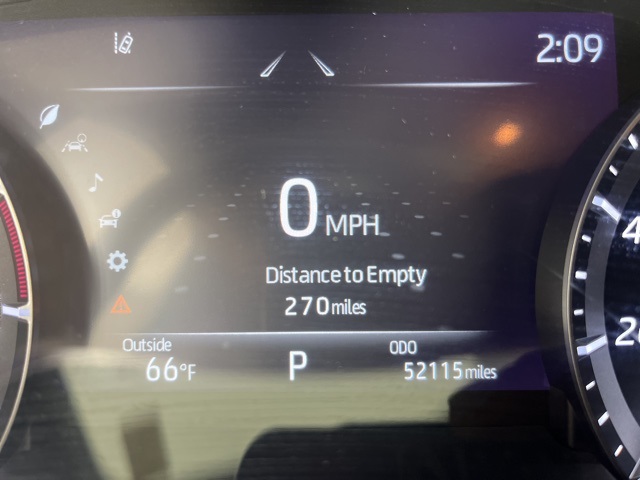 2:09
0 MPH
Distance to Empty
270 miles
Outside
66°F
P
ODO
52115 miles